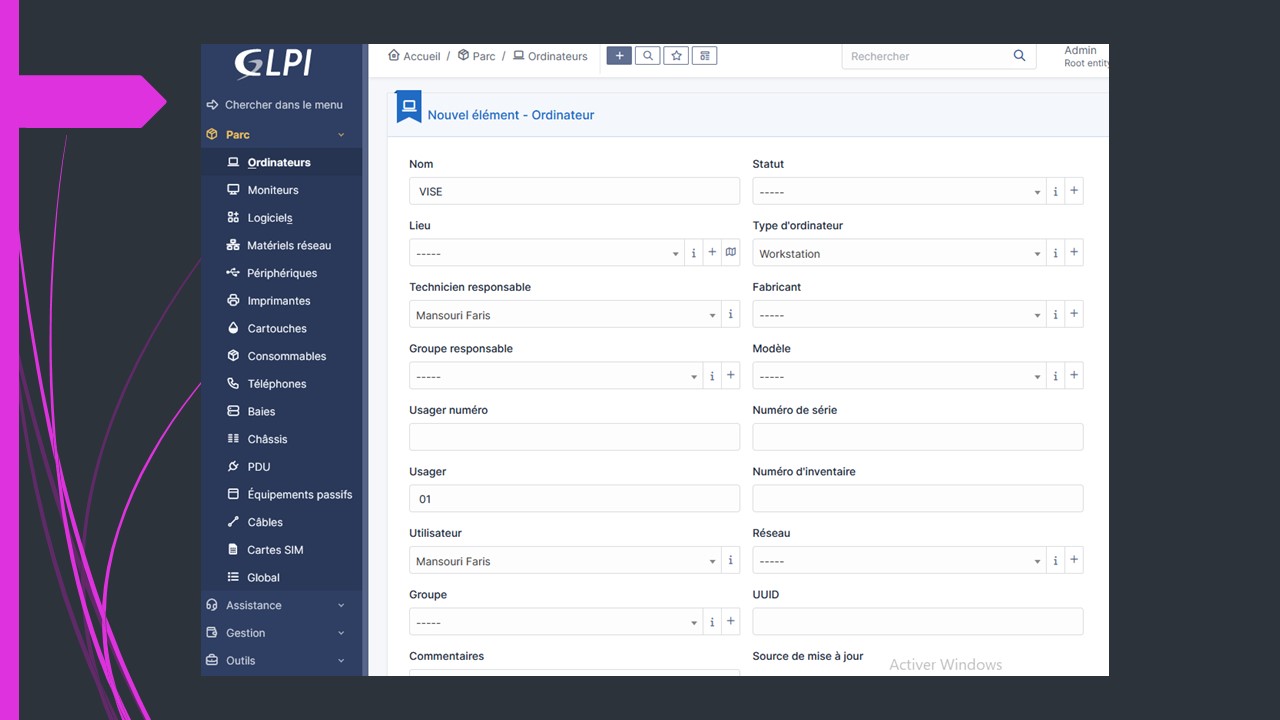 GLPI
Accueil / Parc / Ordinateurs
Rechercher
Admin
Root entity
Chercher dans le menu
Parc
Ordinateurs
Moniteurs
Logiciels
Matériels réseau
Périphériques
Imprimantes
Cartouches
Consommables
Téléphones
Baies
Châssis
PDU
Équipements passifs
Câbles
Cartes SIM
Global
Assistance
Gestion
Outils
Nouvel élément - Ordinateur
Nom
VISE
Statut
-----
Lieu
-----
Type d'ordinateur
Workstation
Technicien responsable
Mansouri Faris
Fabricant
-----
Groupe responsable
-----
Modèle
-----
Usager numéro
Numéro de série
Usager
01
Numéro d'inventaire
Utilisateur
Mansouri Faris
Réseau
-----
Groupe
-----
UUID
Commentaires
Source de mise à jour
Activer Windows